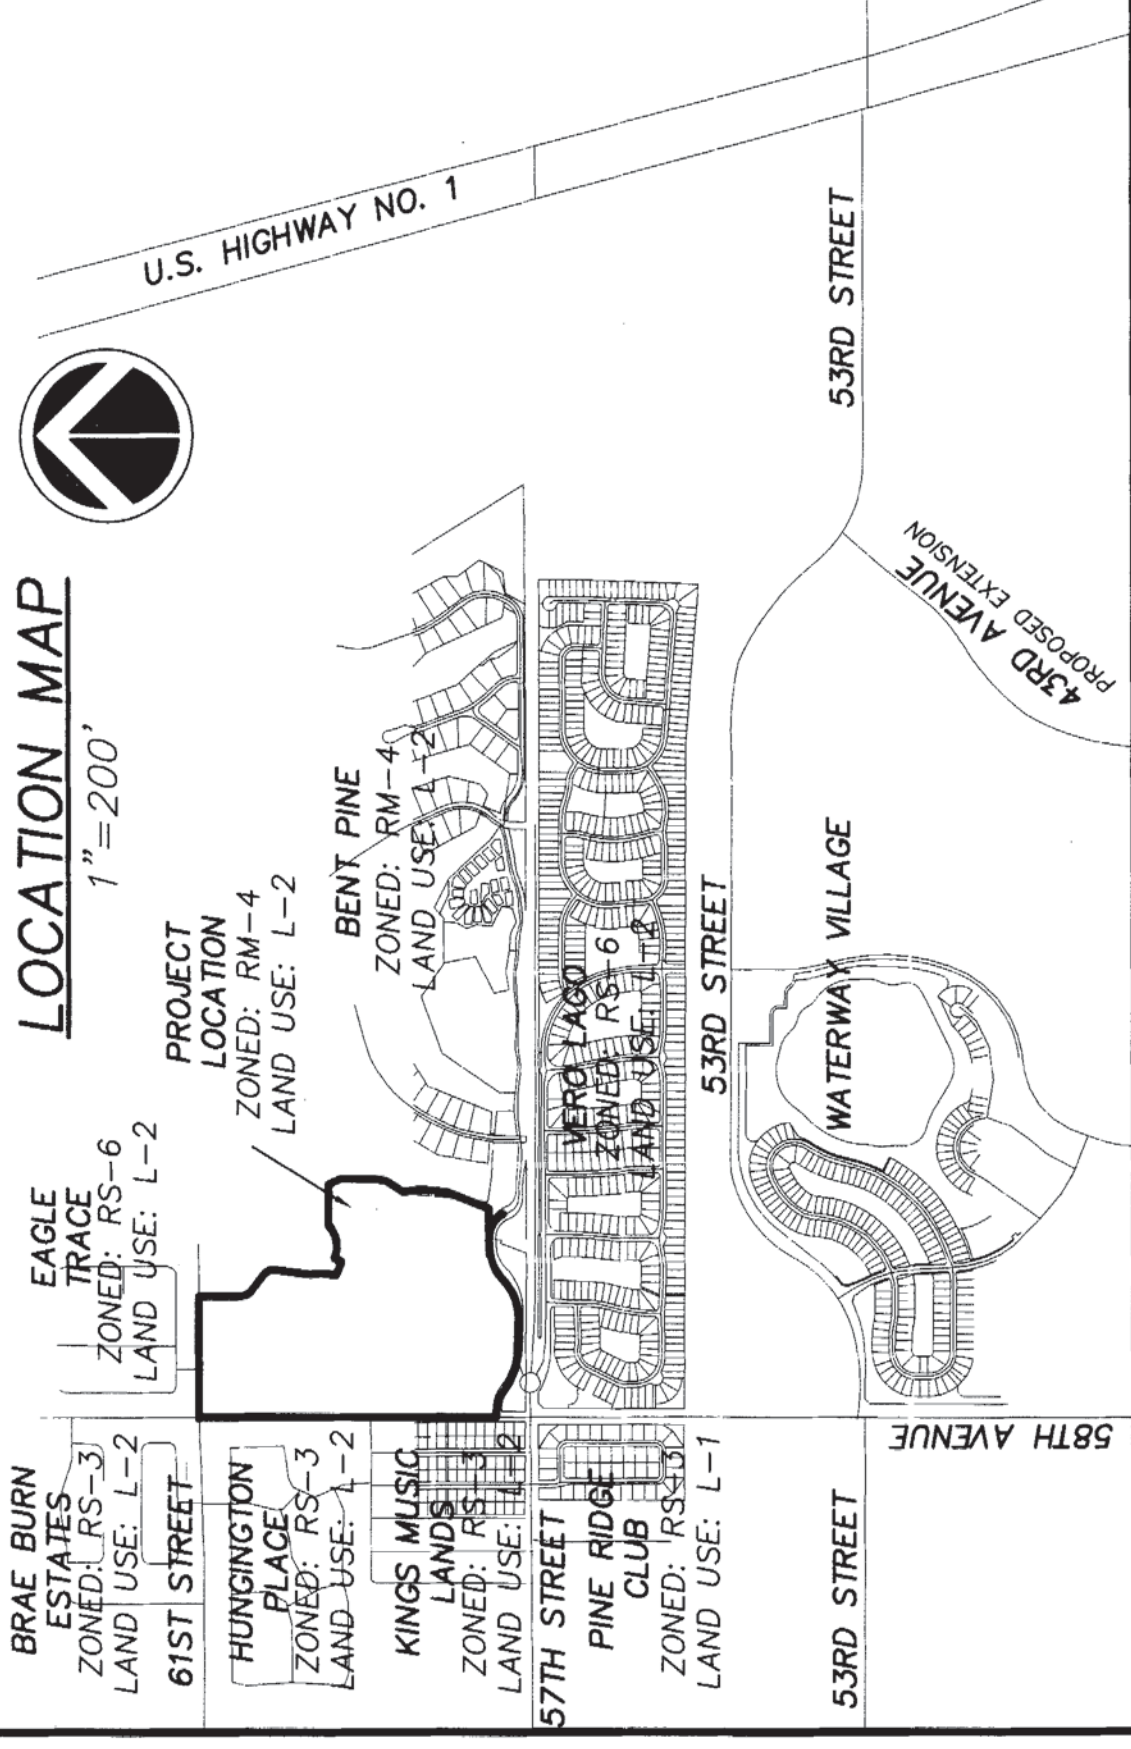 LOCATION MAP
1"=200'
U.S. HIGHWAY NO. 1
EAGLE
TRACE
ZONED: RS-6
LAND USE: L-2
PROJECT
LOCATION
ZONED: RM-4
LAND USE: L-2
BENT PINE
ZONED: RM-4
LAND USE: L-2
BRAE BURN
ESTATES
ZONED: RS-3
LAND USE: L-2
61ST STREET
HUNGINGTON
PLACE
ZONED: RS-3
LAND USE: L-2
KINGS MUSIC
LANDS
ZONED: RS-3
LAND USE: L-2
57TH STREET
PINE RIDGE
CLUB
ZONED: RS-3
LAND USE: L-1
VERO LAGO
ZONED: RS-6
LAND USE: L-2
53RD STREET
53RD STREET
53RD STREET
WATERWAY VILLAGE
43RD AVENUE
PROPOSED EXTENSION
58TH AVENUE